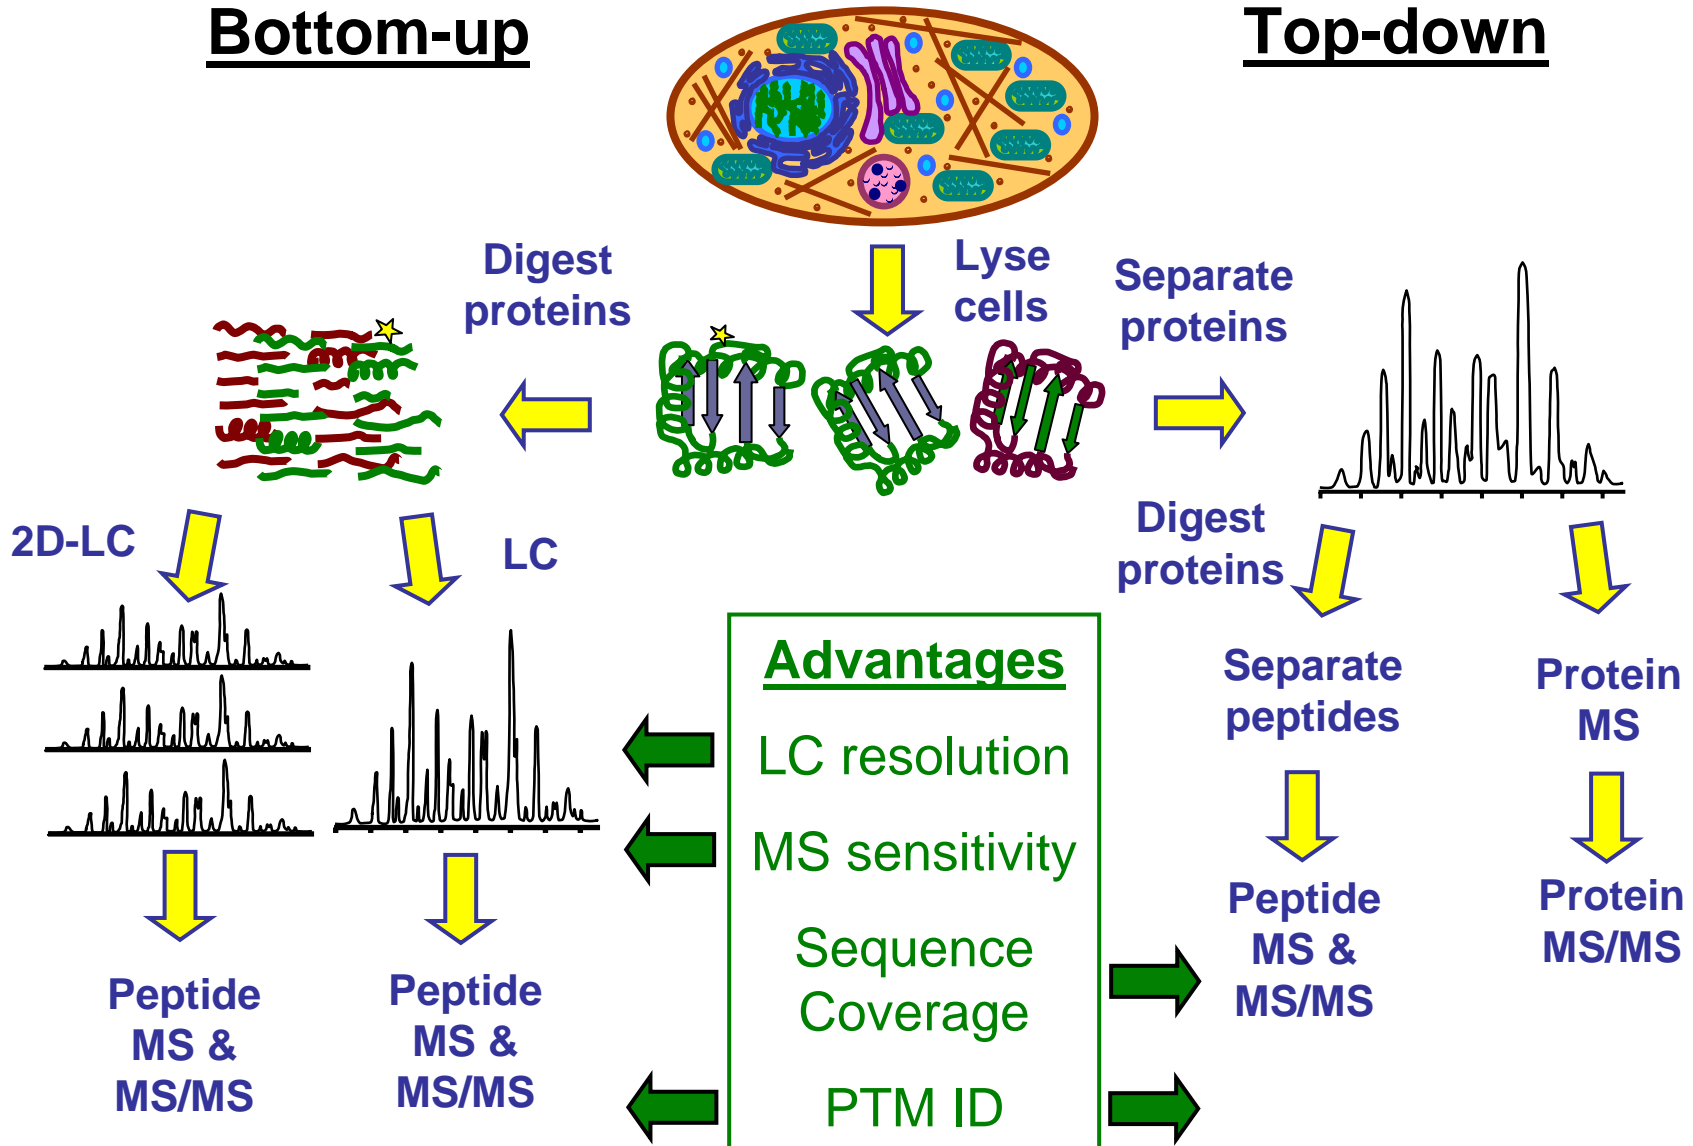 Bottom-up
Top-down
Digest
proteins
Lyse
cells
Separate
proteins
2D-LC
LC
Digest
proteins
Separate
peptides
Protein
MS
Advantages
LC resolution
MS sensitivity
Sequence
Coverage
PTM ID
Peptide
MS &
MS/MS
Peptide
MS &
MS/MS
Peptide
MS &
MS/MS
Protein
MS/MS